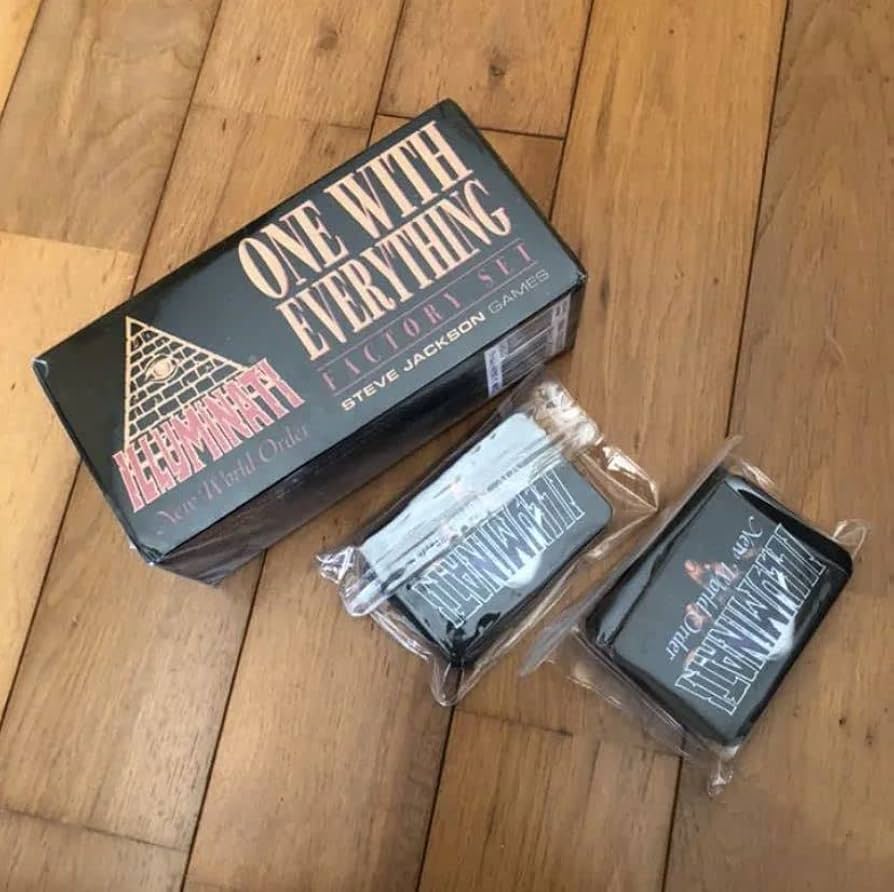 ONE WITH
EVERYTHING
FACTORY SET
STEVE JACKSON GAMES
ILLUMINATI
New World Order
ILLUMINATI
ILLUMINATI
New World Order